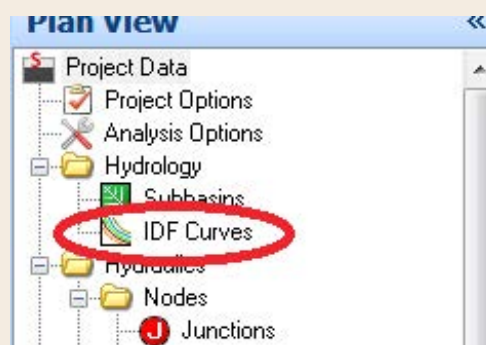 Plan View «
Project Data
Project Options
Analysis Options
Hydrology
Subbasins
IDF Curves
Hydraulics
Nodes
J Junctions